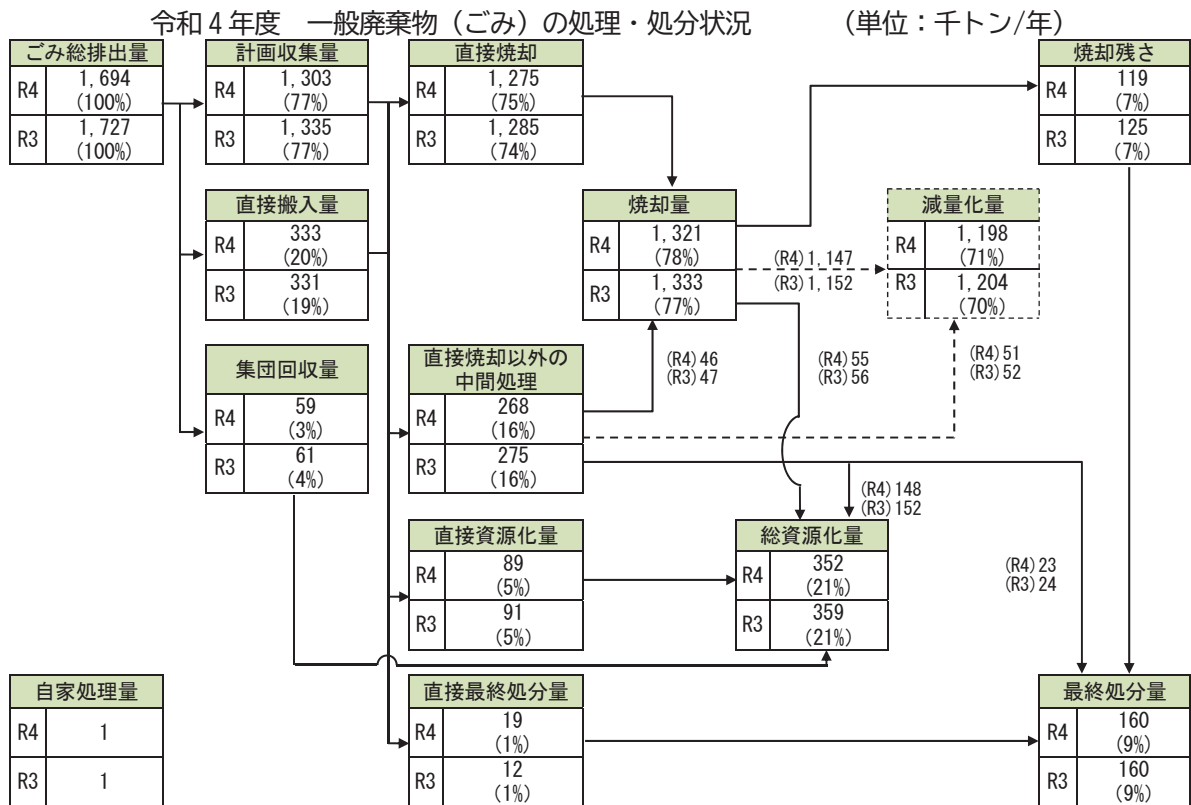 令和４年度　一般廃棄物（ごみ）の処理・処分状況　（単位：千トン/年）
ごみ総排出量
R4 1,694 (100%)
R3 1,727 (100%)
計画収集量
R4 1,303 (77%)
R3 1,335 (77%)
直接焼却
R4 1,275 (75%)
R3 1,285 (74%)
焼却残さ
R4 119 (7%)
R3 125 (7%)
直接搬入量
R4 333 (20%)
R3 331 (19%)
焼却量
R4 1,321 (78%)
R3 1,333 (77%)
(R4)1,147
(R3)1,152
減量化量
R4 1,198 (71%)
R3 1,204 (70%)
集団回収量
R4 59 (3%)
R3 61 (4%)
直接焼却以外の
中間処理
R4 268 (16%)
R3 275 (16%)
(R4)46
(R3)47
(R4)55
(R3)56
(R4)51
(R3)52
(R4)148
(R3)152
直接資源化量
R4 89 (5%)
R3 91 (5%)
総資源化量
R4 352 (21%)
R3 359 (21%)
(R4)23
(R3)24
自家処理量
R4 1
R3 1
直接最終処分量
R4 19 (1%)
R3 12 (1%)
最終処分量
R4 160 (9%)
R3 160 (9%)